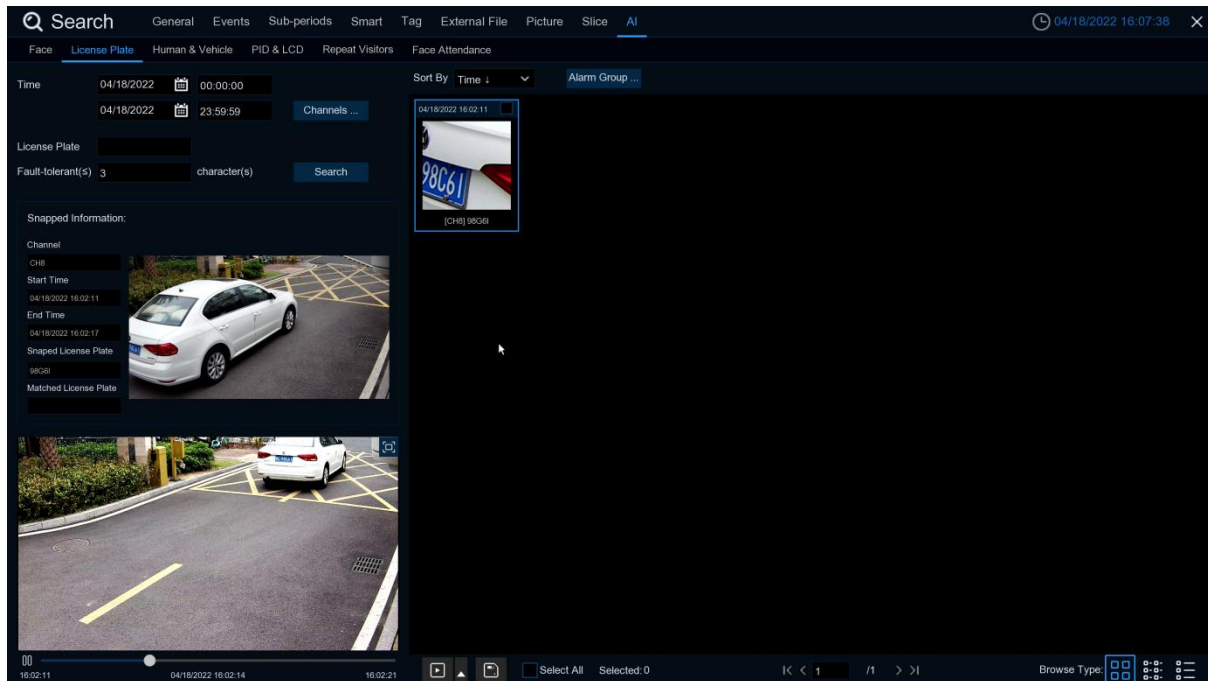 Search General Events Sub-periods Smart Tag External File Picture Slice AI 04/18/2022 16:07:38
Face License Plate Human & Vehicle PID & LCD Repeat Visitors Face Attendance
Time 04/18/2022 00:00:00
04/18/2022 23:59:59 Channels ...
License Plate
Fault-tolerant(≤) 3 character(s) Search
Snapped Information:
Channel
CH8
Start Time
04/18/2022 16:02:11
End Time
04/18/2022 16:02:17
Snaped License Plate
98G6I
Matched License Plate
16:02:11 04/18/2022 16:02:14 16:02:21
Sort By Time ↓ Alarm Group ...
04/18/2022 16:02:11
98C61
[CH8] 98G6I
Select All Selected: 0 1 /1 Browse Type: